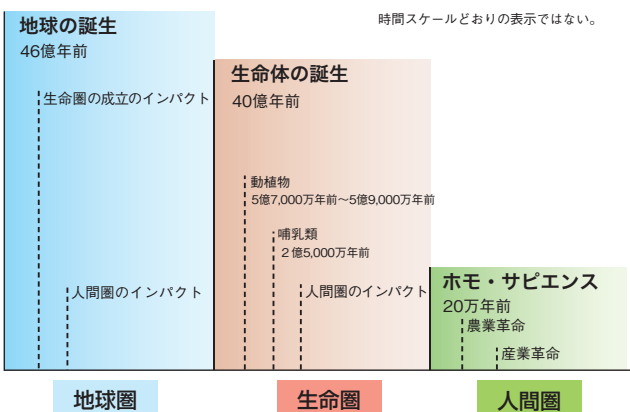 時間スケールどおりの表示ではない。
地球の誕生
46億年前
生命圏の成立のインパクト
人間圏のインパクト
生命体の誕生
40億年前
動植物
5億7,000万年前〜5億9,000万年前
哺乳類
2億5,000万年前
人間圏のインパクト
ホモ・サピエンス
20万年前
農業革命
産業革命
地球圏
生命圏
人間圏